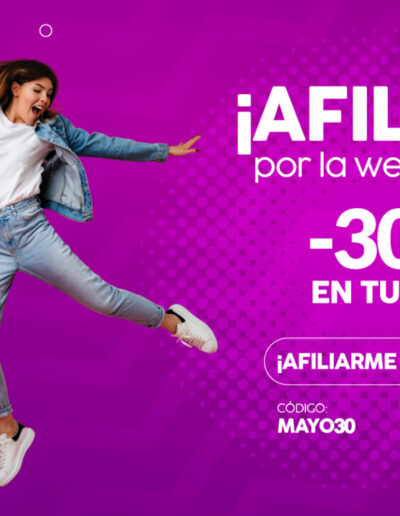 ¡AFIL
por la we
-30
EN TU
¡AFILIARME
CÓDIGO:
MAYO30